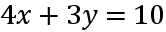 4x + 3y = 10